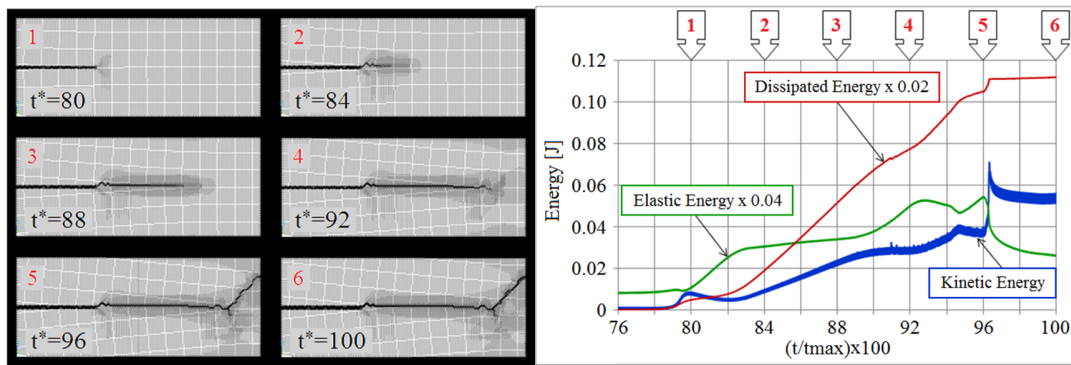 1
t*=80
2
t*=84
3
t*=88
4
t*=92
5
t*=96
6
t*=100
1 2 3 4 5 6
Energy [J]
0.12
0.10
0.08
0.06
0.04
0.02
0
Dissipated Energy x 0.02
Elastic Energy x 0.04
Kinetic Energy
76 80 84 88 92 96 100
(t/tmax)x100